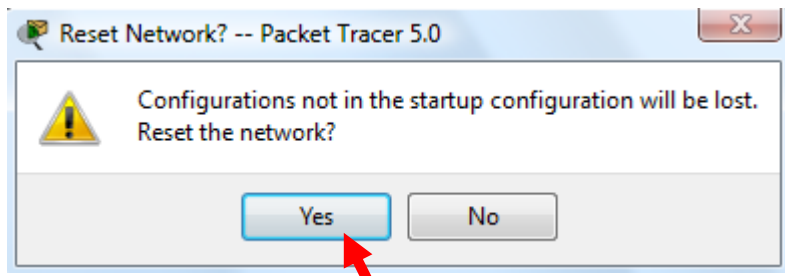 Reset Network? -- Packet Tracer 5.0
Configurations not in the startup configuration will be lost.
Reset the network?
Yes No